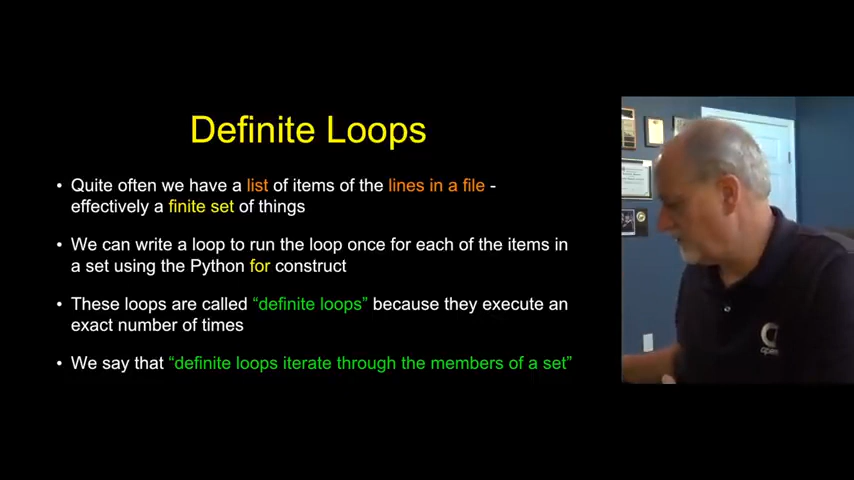 Definite Loops
• Quite often we have a list of items of the lines in a file -
effectively a finite set of things
• We can write a loop to run the loop once for each of the items in
a set using the Python for construct
• These loops are called “definite loops” because they execute an
exact number of times
• We say that “definite loops iterate through the members of a set”